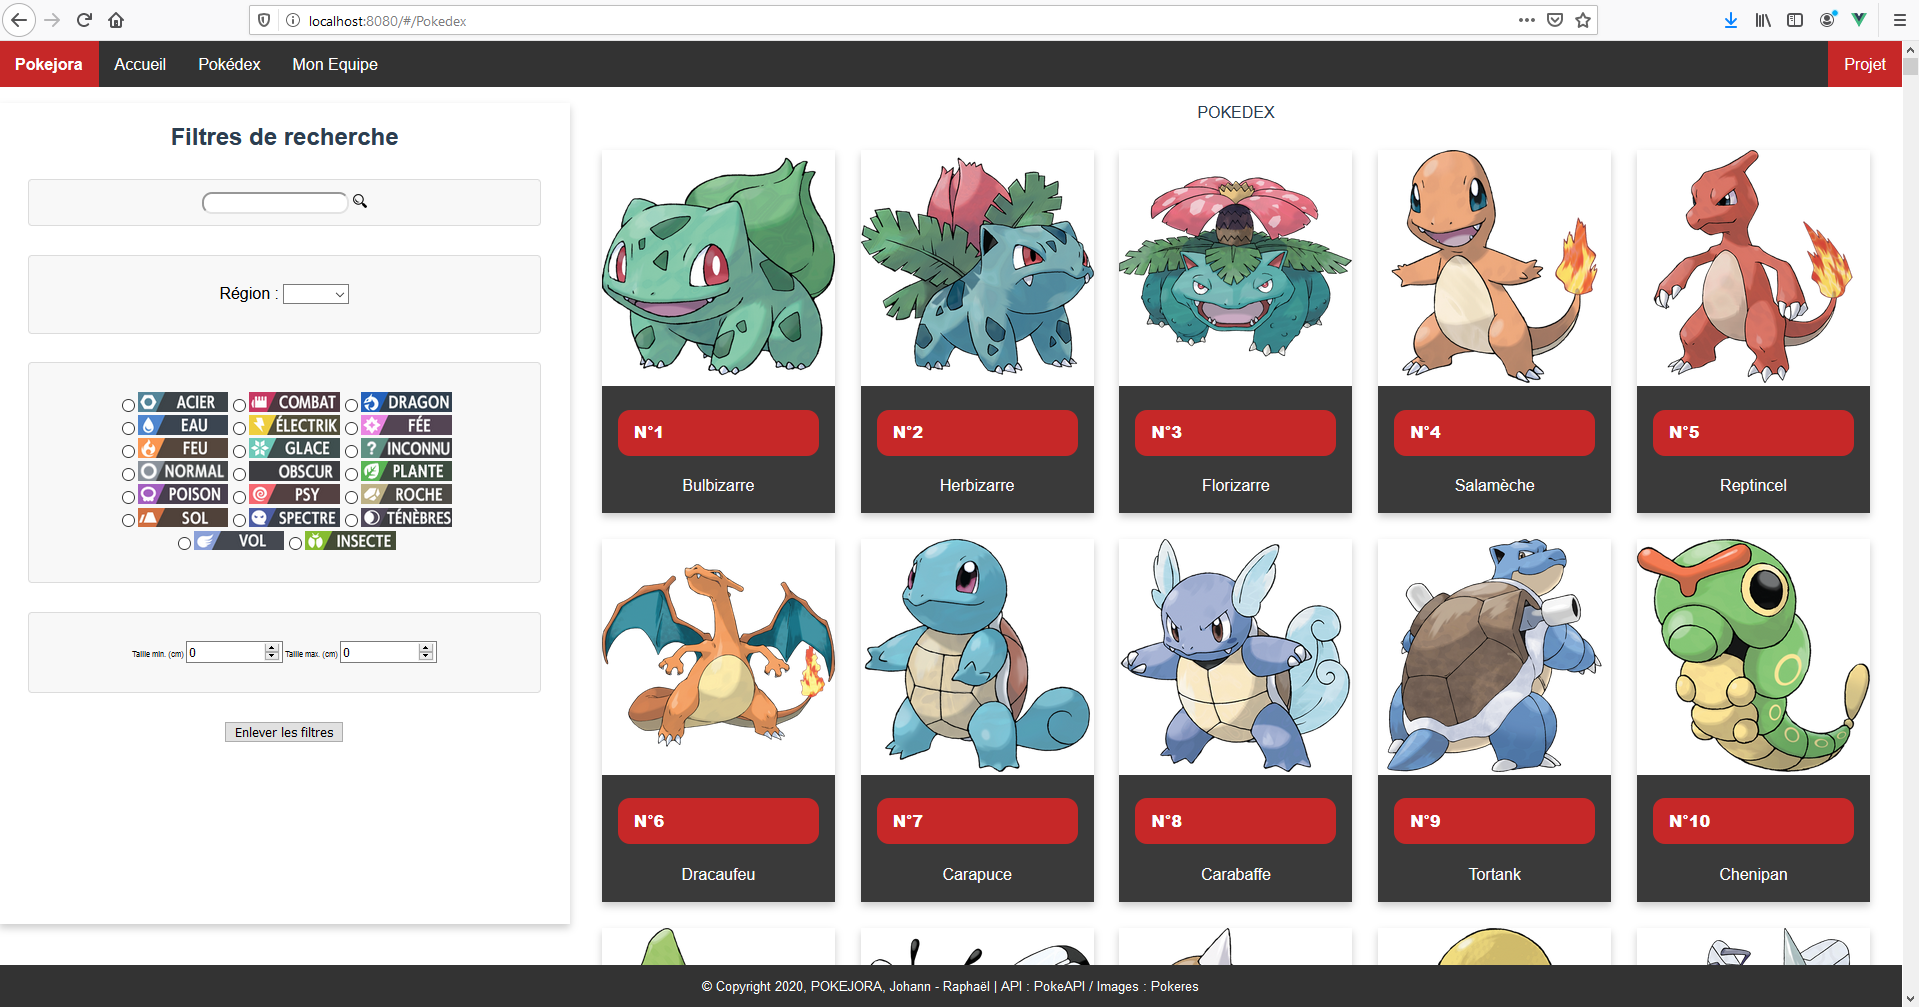 localhost:8080/#/Pokedex
Pokejora Accueil Pokédex Mon Equipe Projet
Filtres de recherche
Région :
ACIER COMBAT DRAGON
EAU ÉLECTRIK FÉE
FEU GLACE ? INCONNU
NORMAL OBSCUR PLANTE
POISON PSY ROCHE
SOL SPECTRE TÉNÈBRES
VOL INSECTE
Taille min. (cm) 0 Taille max. (cm) 0
Enlever les filtres
POKEDEX
N°1 N°2 N°3 N°4 N°5
Bulbizarre Herbizarre Florizarre Salamèche Reptincel
N°6 N°7 N°8 N°9 N°10
Dracaufeu Carapuce Carabaffe Tortank Chenipan
© Copyright 2020, POKEJORA, Johann - Raphaël | API : PokeAPI / Images : Pokeres